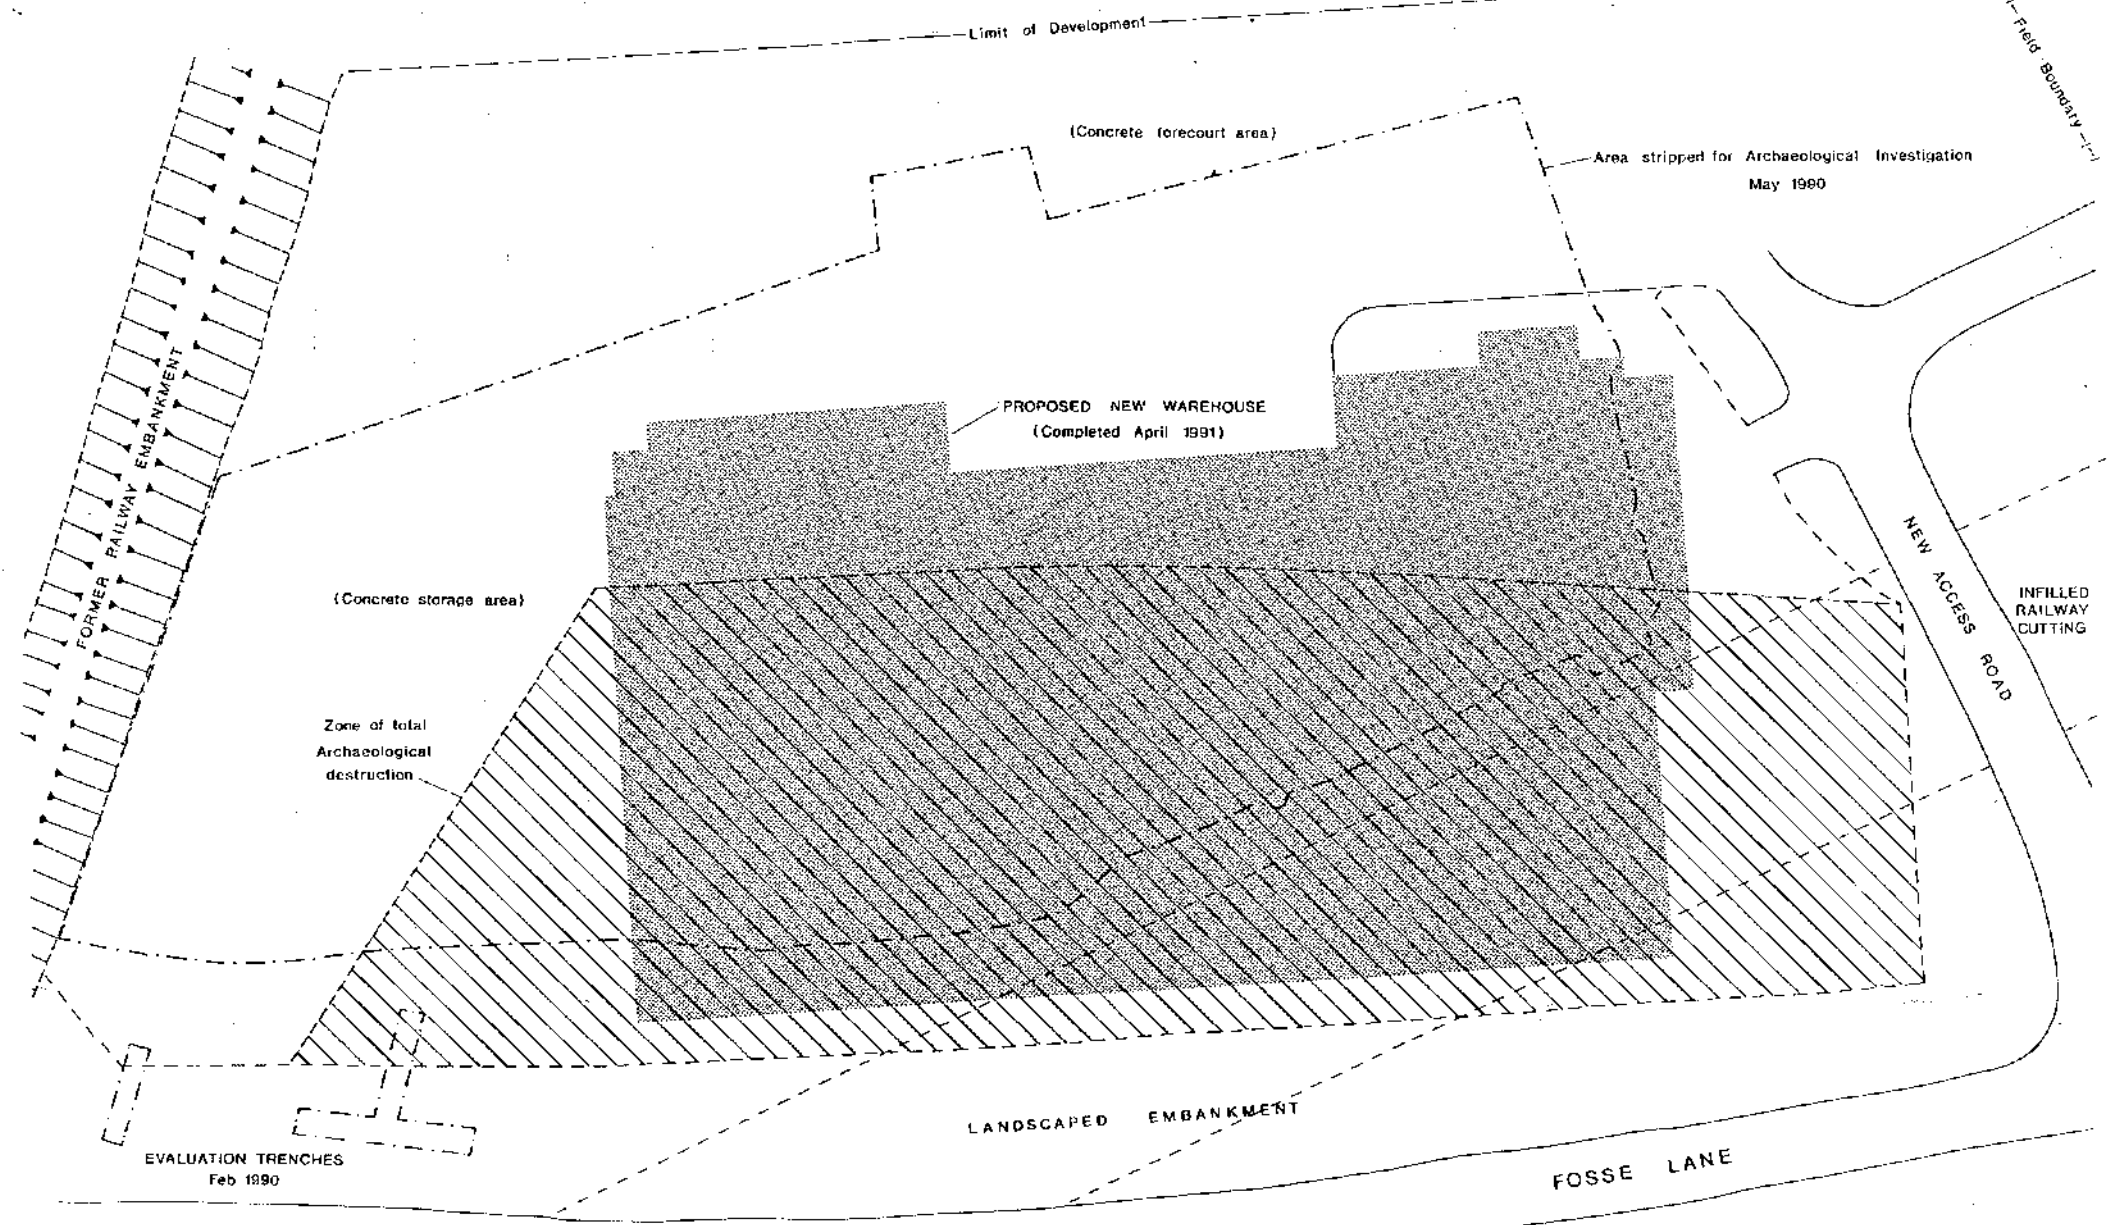 Limit of Development
Field Boundary
(Concrete forecourt area)
Area stripped for Archaeological Investigation
May 1990
FORMER RAILWAY EMBANKMENT
PROPOSED NEW WAREHOUSE
(Completed April 1991)
(Concrete storage area)
NEW ACCESS ROAD
INFILLED
RAILWAY
CUTTING
Zone of total
Archaeological
destruction
LANDSCAPED EMBANKMENT
EVALUATION TRENCHES
Feb 1990
FOSSE LANE